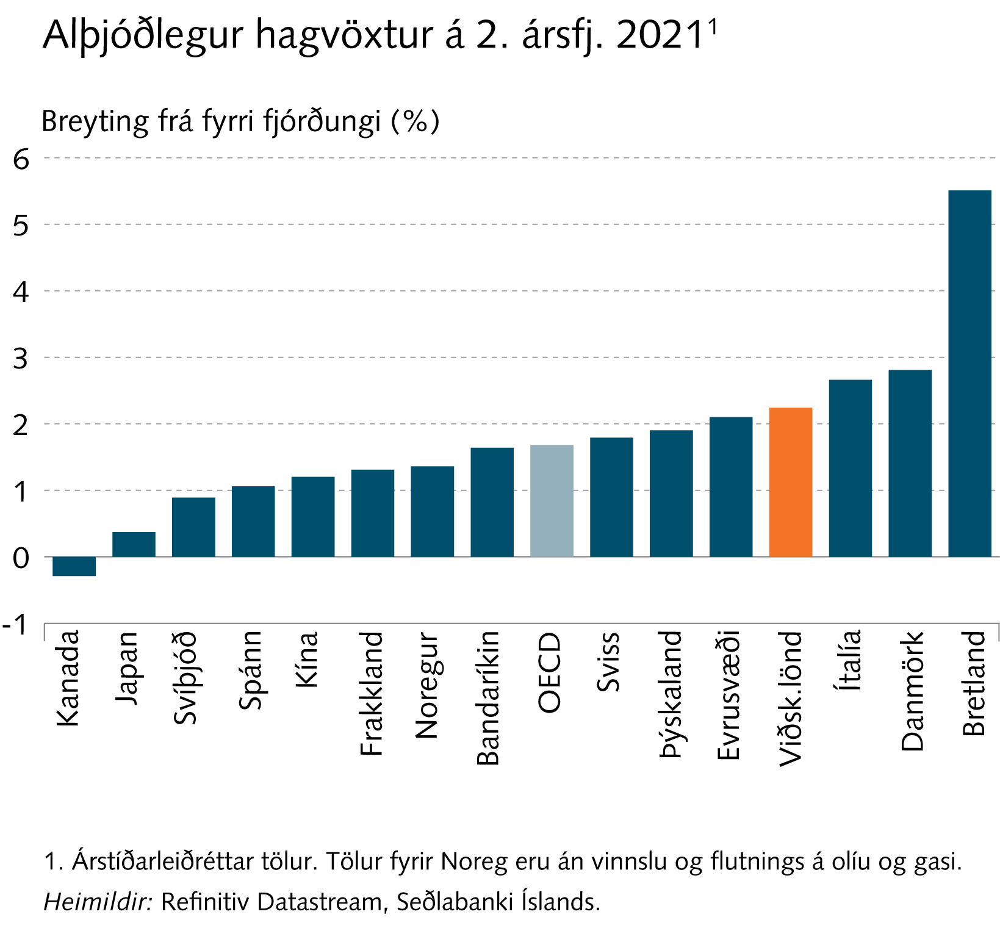 Alþjóðlegur hagvöxtur á 2. ársfj. 2021¹
Breyting frá fyrri fjórðungi (%)
6
5
4
3
2
1
0
-1
Kanada
Japan
Svíþjóð
Spánn
Kína
Frakkland
Noregur
Bandaríkin
OECD
Sviss
Þýskaland
Evrusvæði
Viðsk.lönd
Ítalía
Danmörk
Bretland
1. Árstíðarleiðréttar tölur. Tölur fyrir Noreg eru án vinnslu og flutnings á olíu og gasi.
Heimildir: Refinitiv Datastream, Seðlabanki Íslands.